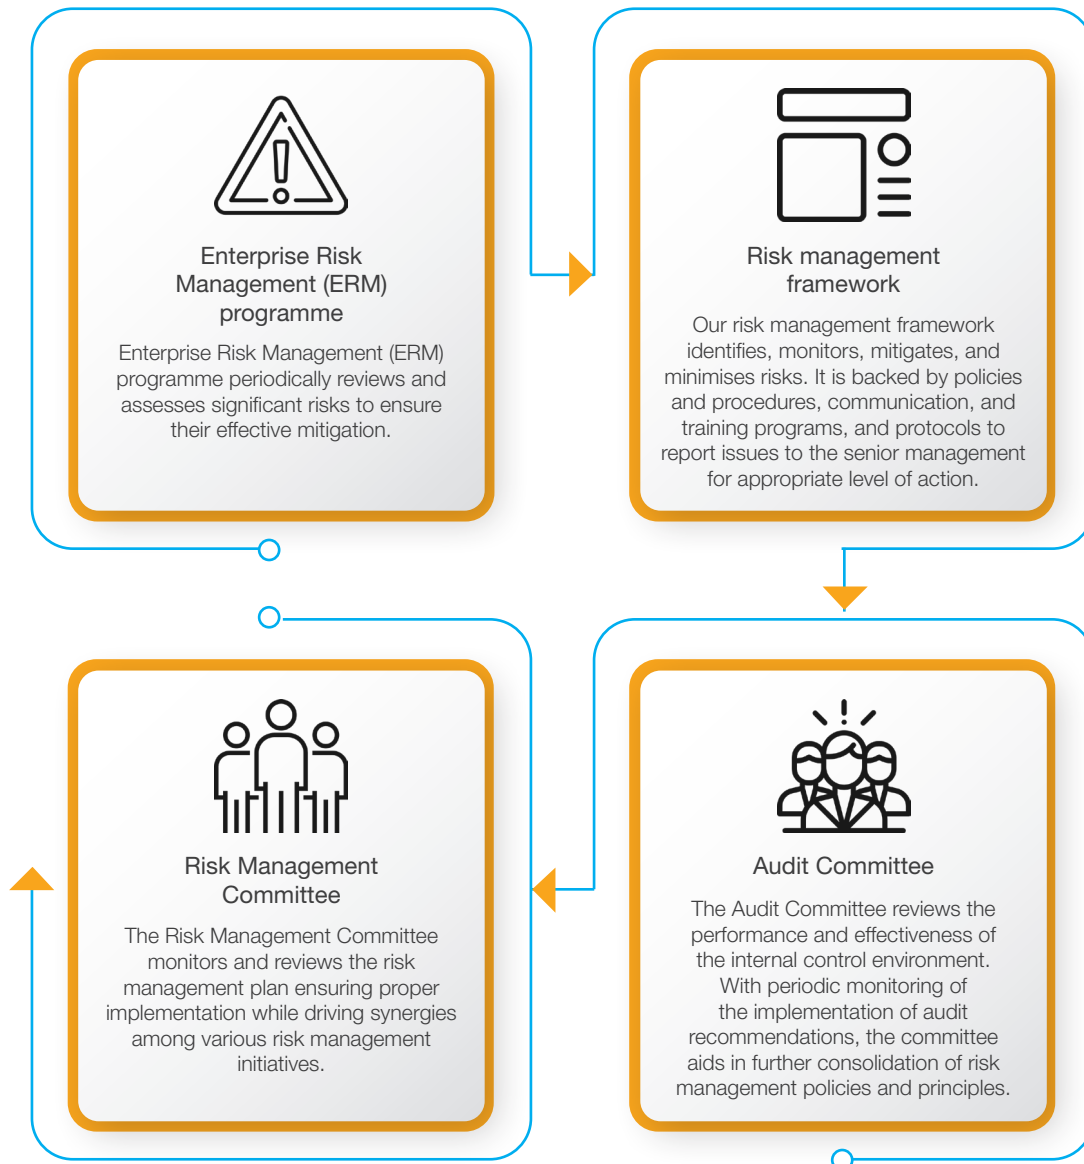 Enterprise Risk
Management (ERM)
programme
Enterprise Risk Management (ERM)
programme periodically reviews and
assesses significant risks to ensure
their effective mitigation.
Risk management
framework
Our risk management framework
identifies, monitors, mitigates, and
minimises risks. It is backed by policies
and procedures, communication, and
training programs, and protocols to
report issues to the senior management
for appropriate level of action.
Risk Management
Committee
The Risk Management Committee
monitors and reviews the risk
management plan ensuring proper
implementation while driving synergies
among various risk management
initiatives.
Audit Committee
The Audit Committee reviews the
performance and effectiveness of
the internal control environment.
With periodic monitoring of
the implementation of audit
recommendations, the committee
aids in further consolidation of risk
management policies and principles.